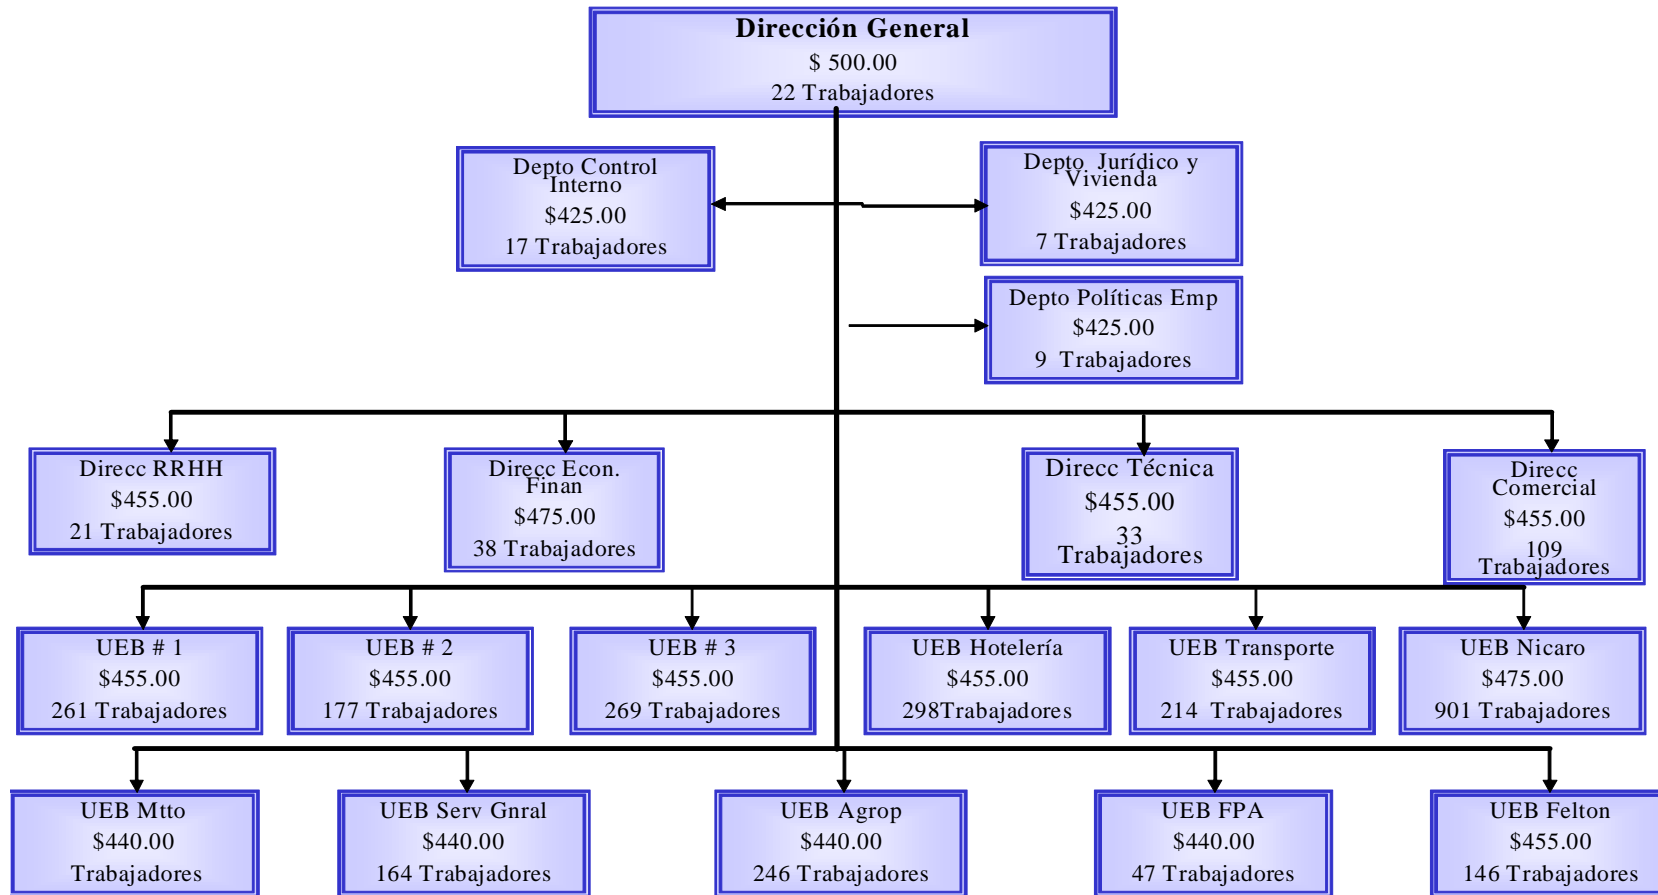 Dirección General
$ 500.00
22 Trabajadores
Depto Control
Interno
$425.00
17 Trabajadores
Depto Jurídico y
Vivienda
$425.00
7 Trabajadores
Depto Políticas Emp
$425.00
9 Trabajadores
Direcc RRHH
$455.00
21 Trabajadores
Direcc Econ.
Finan
$475.00
38 Trabajadores
Direcc Técnica
$455.00
33
Trabajadores
Direcc
Comercial
$455.00
109
Trabajadores
UEB # 1
$455.00
261 Trabajadores
UEB # 2
$455.00
177 Trabajadores
UEB # 3
$455.00
269 Trabajadores
UEB Hotelería
$455.00
298Trabajadores
UEB Transporte
$455.00
214 Trabajadores
UEB Nicaro
$475.00
901 Trabajadores
UEB Mtto
$440.00
Trabajadores
UEB Serv Gnral
$440.00
164 Trabajadores
UEB Agrop
$440.00
246 Trabajadores
UEB FPA
$440.00
47 Trabajadores
UEB Felton
$455.00
146 Trabajadores